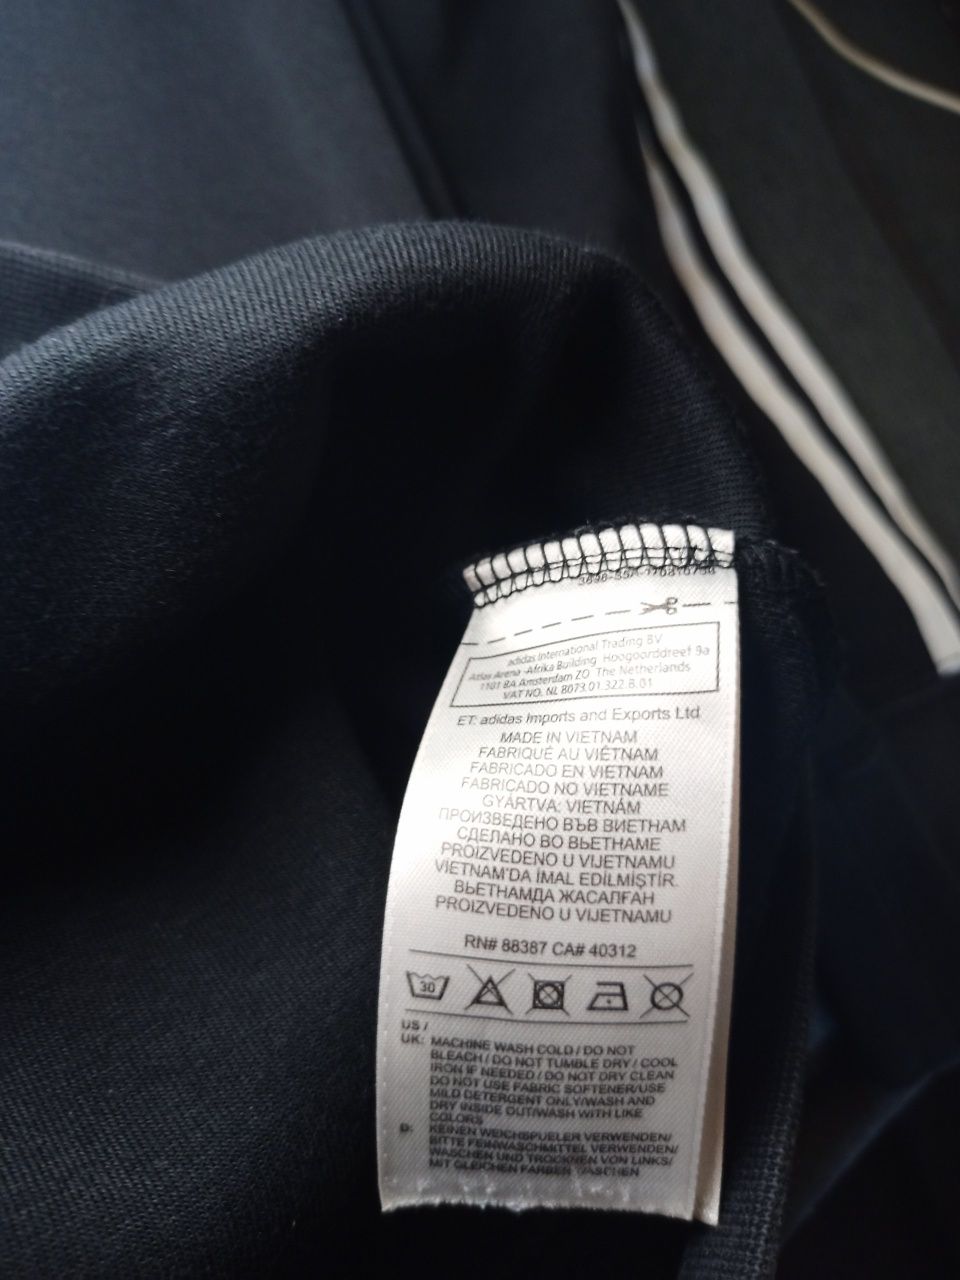 adidas International Trading BV
Atlas Arena -Afrika Building Hoogoorddreef 9a
1101 BA Amsterdam ZO The Netherlands
VAT NO. NL 8073.01.322.B.01
ET: adidas Imports and Exports Ltd
MADE IN VIETNAM
FABRIQUÉ AU VIÊTNAM
FABRICADO EN VIETNAM
FABRICADO NO VIETNAME
GYÁRTVA: VIETNÁM
ПРОИЗВЕДЕНО ВЪВ ВИЕТНАМ
СДЕЛАНО ВО ВЬЕТНАМЕ
PROIZVEDENO U VIJETNAMU
VIETNAM'DA İMAL EDİLMİŞTİR.
ВЬЕТНАМДА ЖАСАЛҒАН
PROIZVEDENO U VIJETNAMU
RN# 88387 CA# 40312
30
US /
UK: MACHINE WASH COLD / DO NOT
BLEACH / DO NOT TUMBLE DRY / COOL
IRON IF NEEDED / DO NOT DRY CLEAN
DO NOT USE FABRIC SOFTENER/USE
MILD DETERGENT ONLY/WASH AND
DRY INSIDE OUT/WASH WITH LIKE
COLORS
D: KEINEN WEICHSPUELER VERWENDEN/
BITTE FEINWASCHMITTEL VERWENDEN/
WASCHEN UND TROCKNEN VON LINKS/
MIT GLEICHEN FARBEN WASCHEN